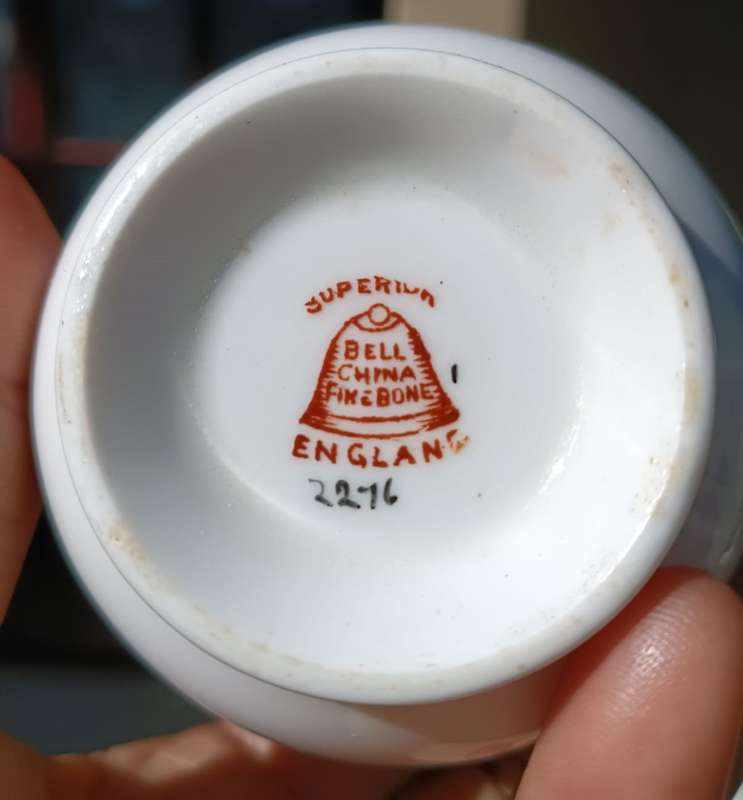 SUPERIOR
BELL
CHINA
FINE BONE
ENGLAND
2276